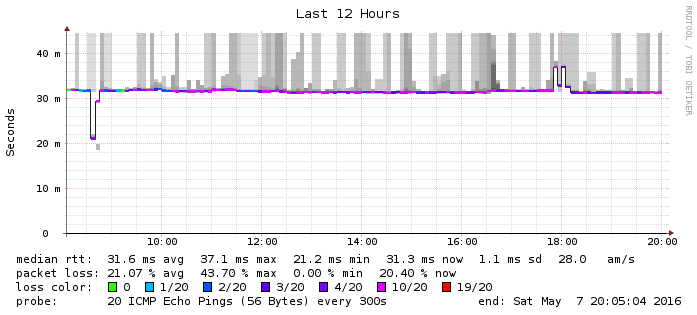 Last 12 Hours
RRDTOOL / TOBI OETIKER
Seconds
40 m
30 m
20 m
10 m
0
10:00 12:00 14:00 16:00 18:00 20:00
median rtt: 31.6 ms avg 37.1 ms max 21.2 ms min 31.3 ms now 1.1 ms sd 28.0 am/s
packet loss: 21.07 % avg 43.70 % max 0.00 % min 20.40 % now
loss color: 0 1/20 2/20 3/20 4/20 10/20 19/20
probe: 20 ICMP Echo Pings (56 Bytes) every 300s end: Sat May 7 20:05:04 2016